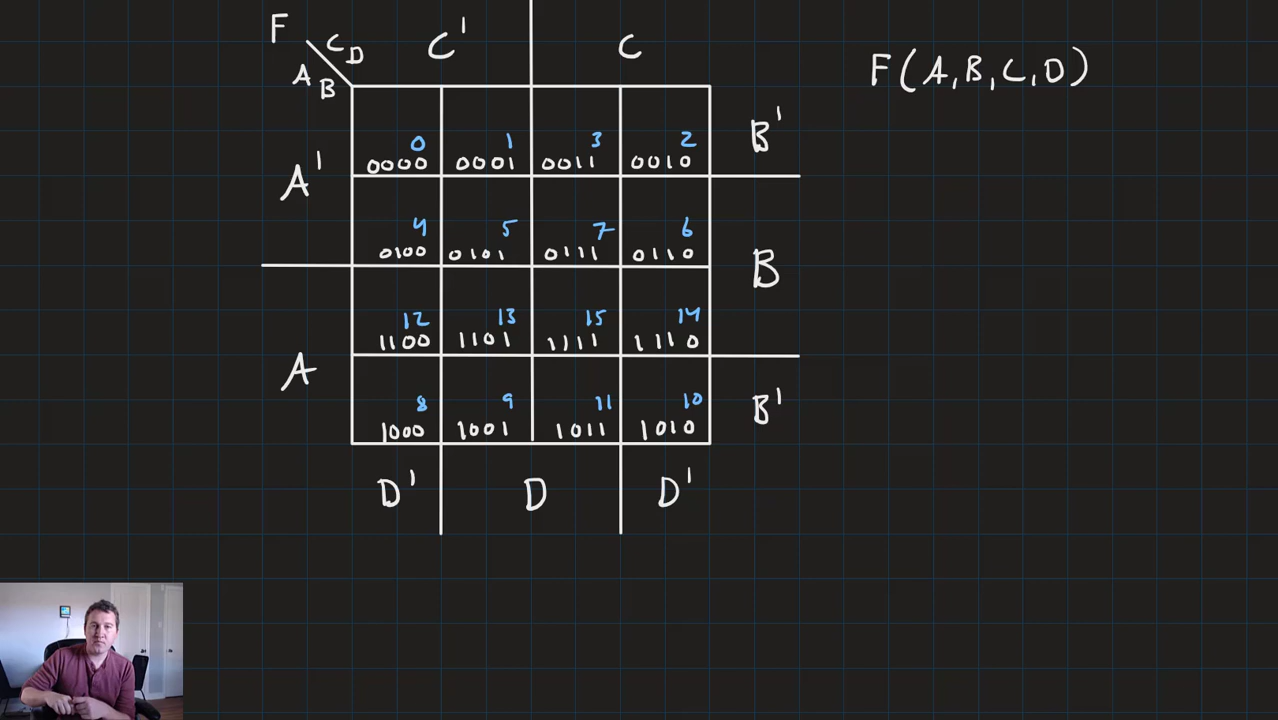 F C' C F(A,B,C,D)
CD
AB
0 1 3 2 B'
0000 0001 0011 0010
A'
4 5 7 6
0100 0101 0111 0110
B
12 13 15 14
1100 1101 1111 1110
A
8 9 11 10 B'
1000 1001 1011 1010
D' D D'